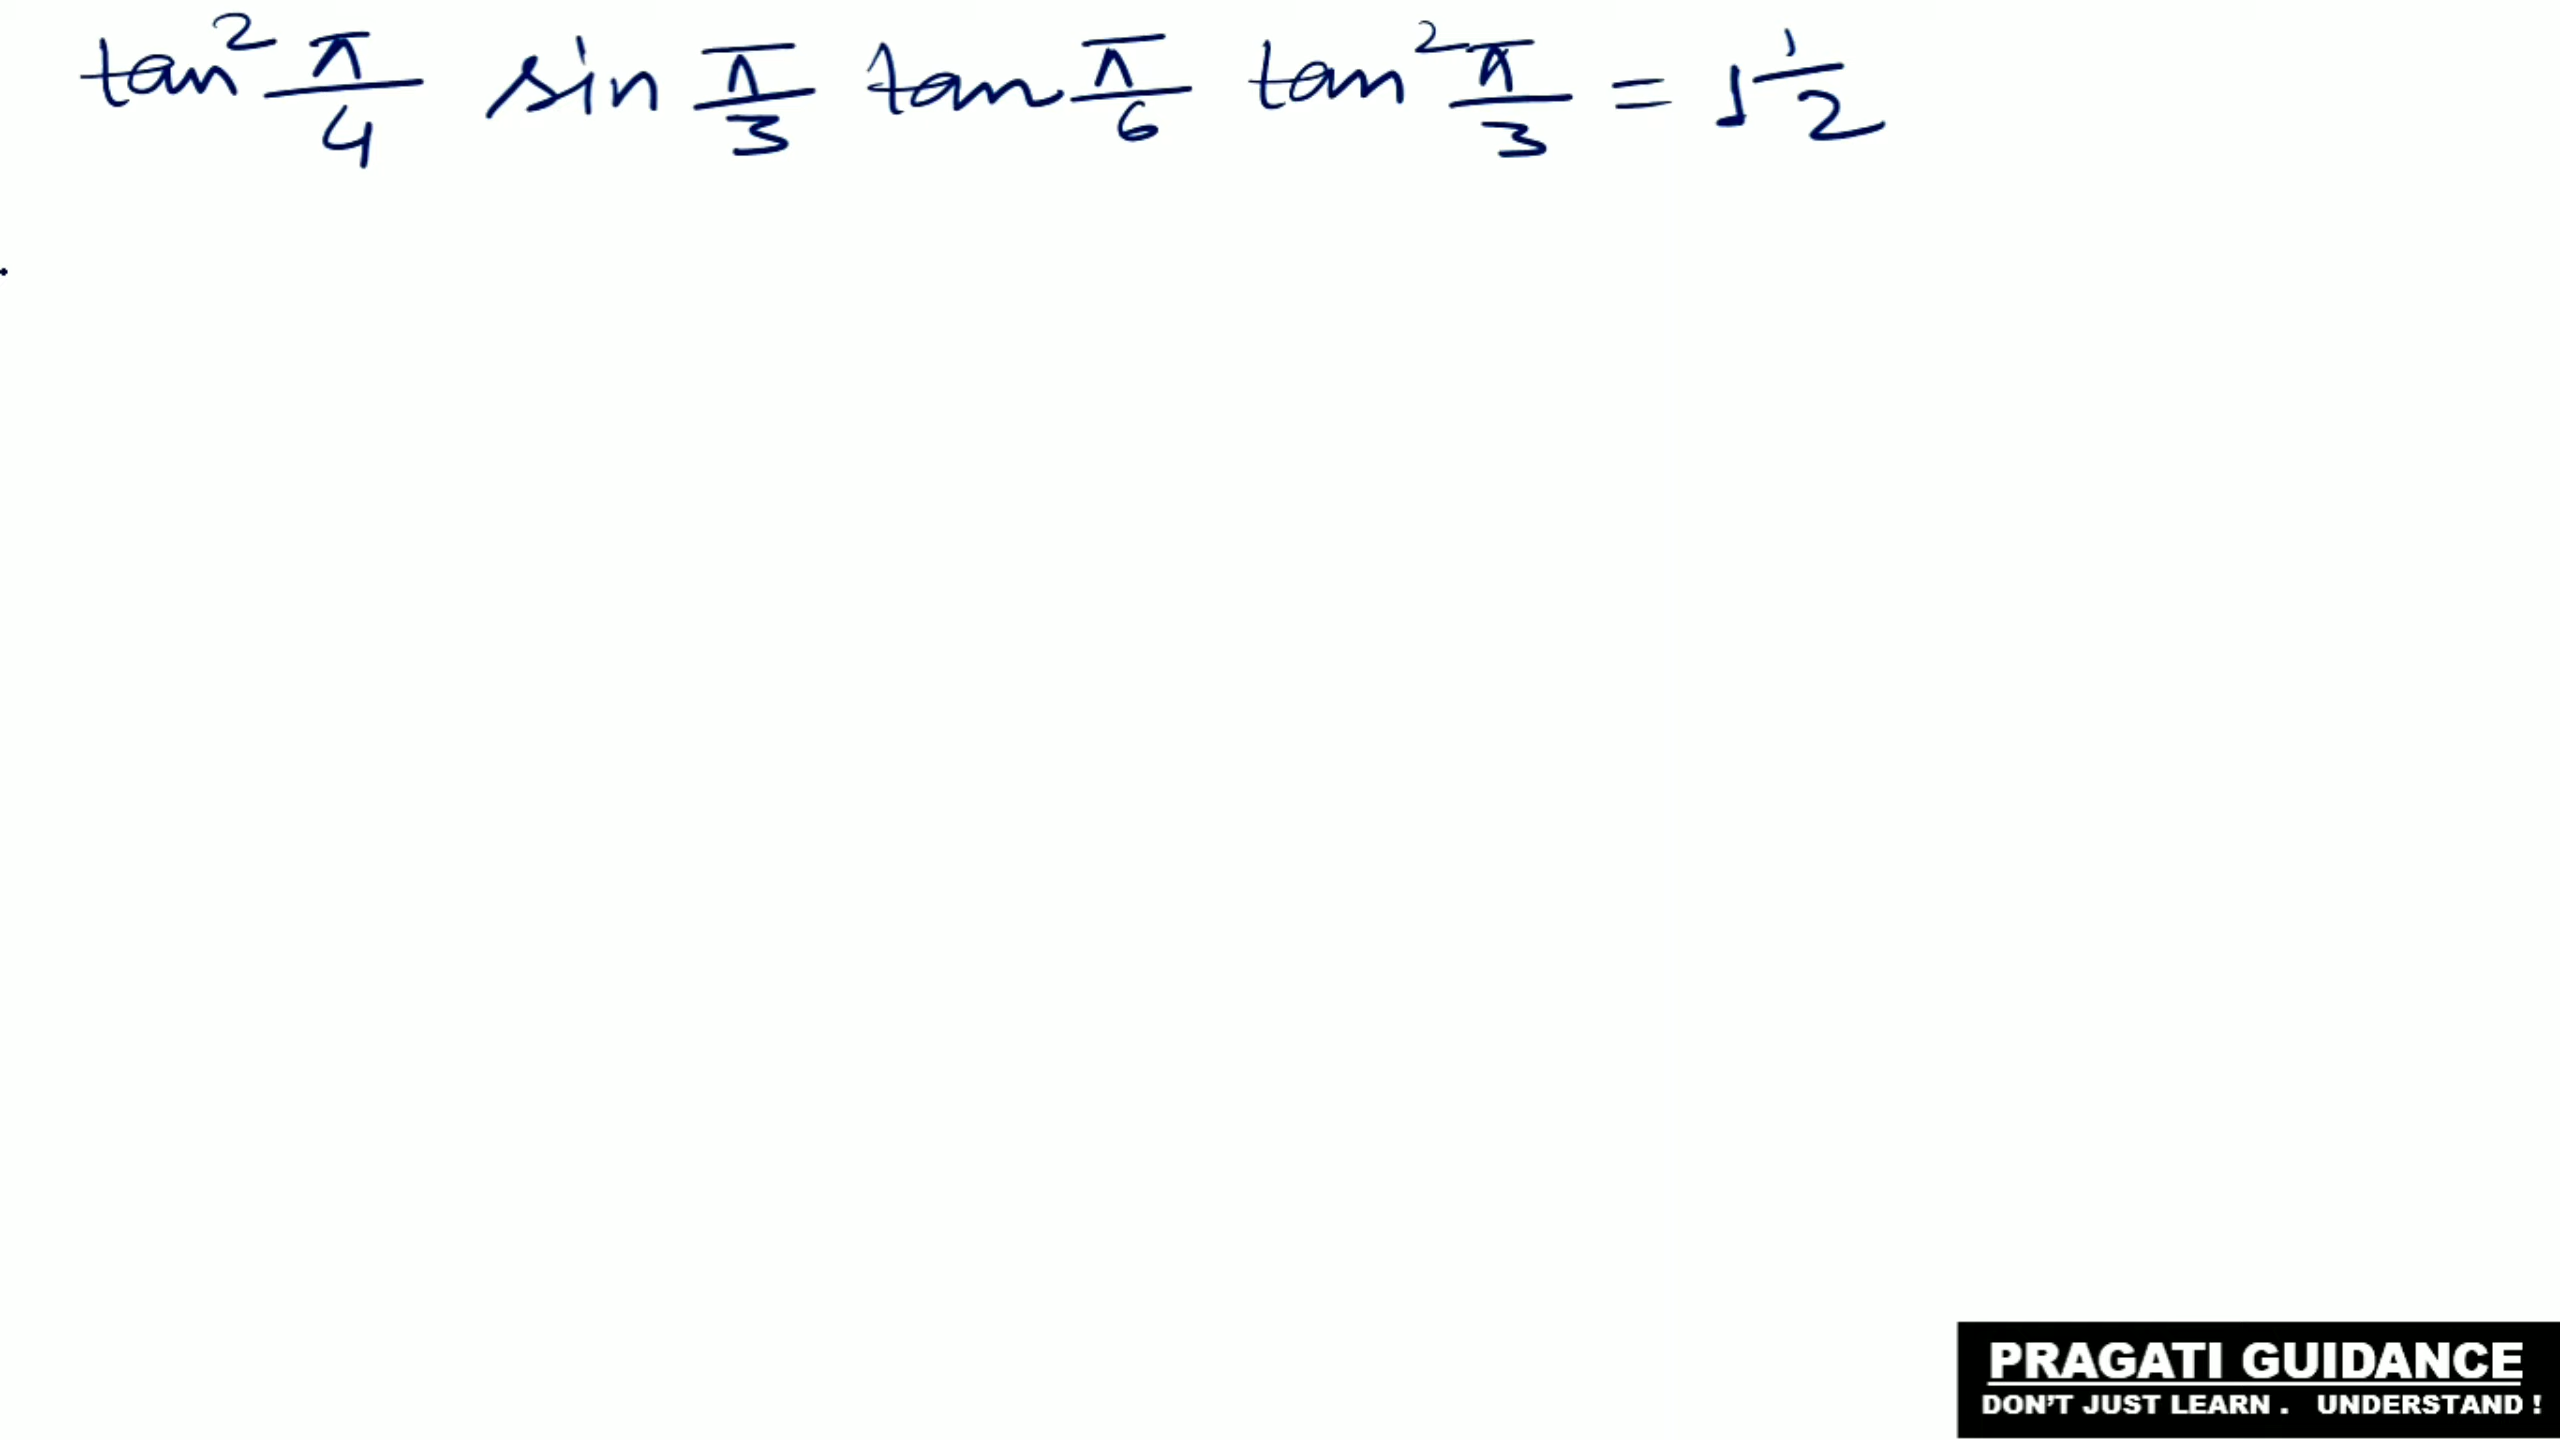 tan² π/4 sin π/3 tan π/6 tan² π/3 = 1 1/2
PRAGATI GUIDANCE
DON'T JUST LEARN . UNDERSTAND !